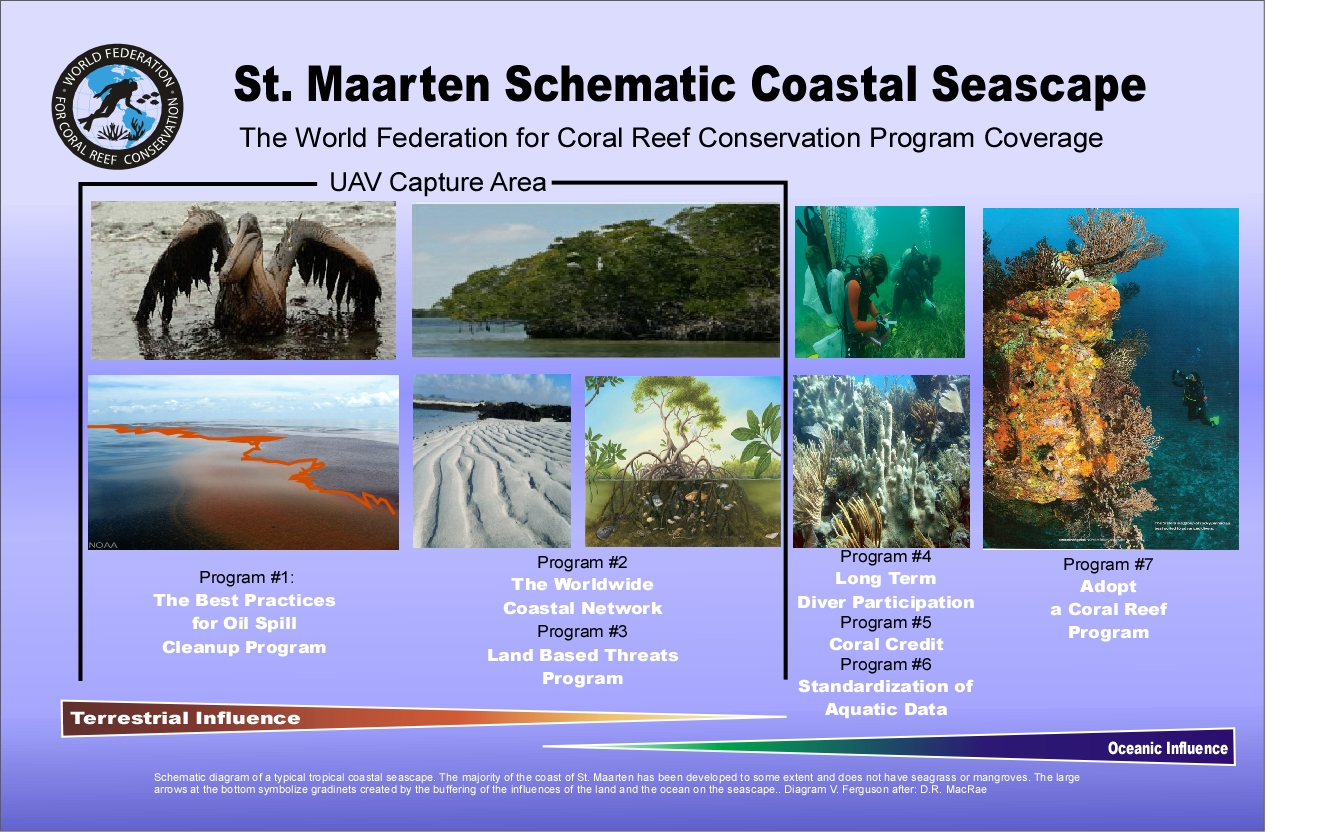 WORLD FEDERATION
FOR CORAL REEF CONSERVATION
St. Maarten Schematic Coastal Seascape
The World Federation for Coral Reef Conservation Program Coverage
UAV Capture Area
NOAA
Program #1:
The Best Practices
for Oil Spill
Cleanup Program
Program #2
The Worldwide
Coastal Network
Program #3
Land Based Threats
Program
Program #4
Long Term
Diver Participation
Program #5
Coral Credit
Program #6
Standardization of
Aquatic Data
Program #7
Adopt
a Coral Reef
Program
Terrestrial Influence
Oceanic Influence
Schematic diagram of a typical tropical coastal seascape. The majority of the coast of St. Maarten has been developed to some extent and does not have seagrass or mangroves. The large
arrows at the bottom symbolize gradinets created by the buffering of the influences of the land and the ocean on the seascape.. Diagram V. Ferguson after: D.R. MacRae